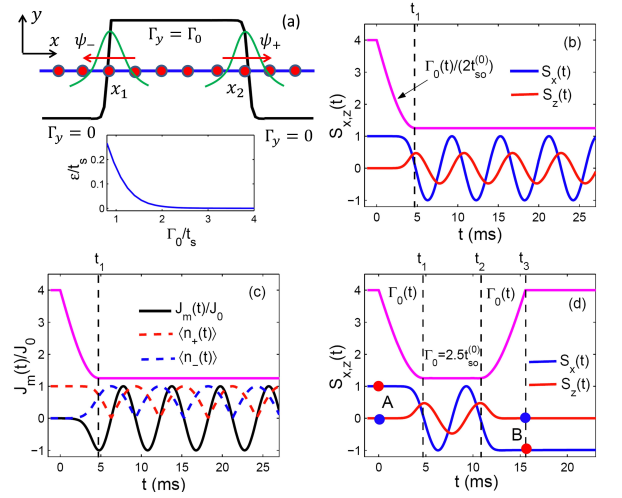 (a)
y
x
ψ₋
Γy = Γ0
ψ₊
x₁
x₂
Γy = 0
Γy = 0
ε/ts
0.2
0.1
0
1 2 3 4
Γ0/ts
t₁
(b)
Γ0(t)/(2tso^(0))
Sx(t)
Sz(t)
Sx,z(t)
4
3
2
1
0
−1
0 5 10 15 20 25
t (ms)
t₁
(c)
Jm(t)/J0
⟨n₊(t)⟩
⟨n₋(t)⟩
Jm(t)/J0
4
3
2
1
0
−1
0 5 10 15 20 25
t (ms)
t₁ t₂ t₃
Γ0(t) Γ0(t) (d)
Γ0=2.5tso^(0)
Sx(t)
Sz(t)
A
B
Sx,z(t)
4
3
2
1
0
−1
0 5 10 15 20
t (ms)